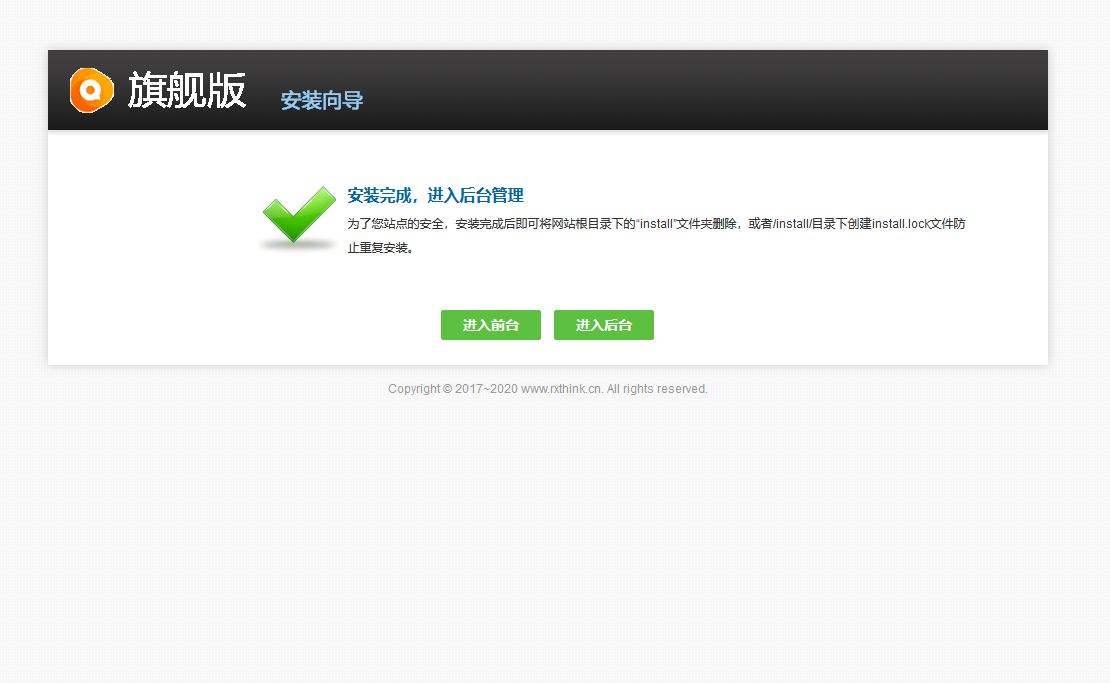 旗舰版 安装向导
安装完成，进入后台管理
为了您站点的安全，安装完成后即可将网站根目录下的“install”文件夹删除，或者/install/目录下创建install.lock文件防
止重复安装。
进入前台 进入后台
Copyright © 2017~2020 www.rxthink.cn. All rights reserved.